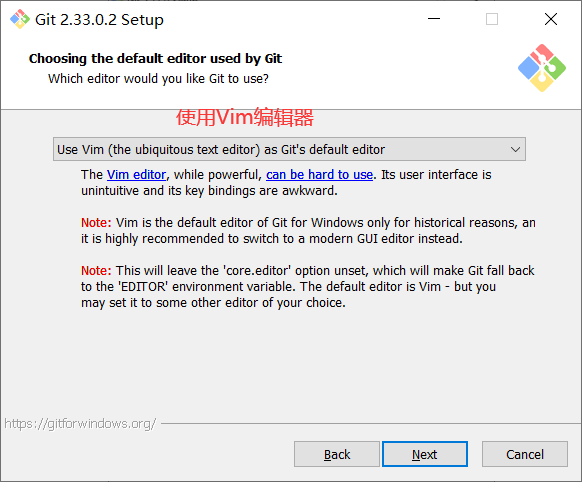 Git 2.33.0.2 Setup
Choosing the default editor used by Git
Which editor would you like Git to use?
使用Vim编辑器
Use Vim (the ubiquitous text editor) as Git's default editor
The Vim editor, while powerful, can be hard to use. Its user interface is
unintuitive and its key bindings are awkward.
Note: Vim is the default editor of Git for Windows only for historical reasons, an
it is highly recommended to switch to a modern GUI editor instead.
Note: This will leave the 'core.editor' option unset, which will make Git fall back
to the 'EDITOR' environment variable. The default editor is Vim - but you
may set it to some other editor of your choice.
https://gitforwindows.org/
Back
Next
Cancel